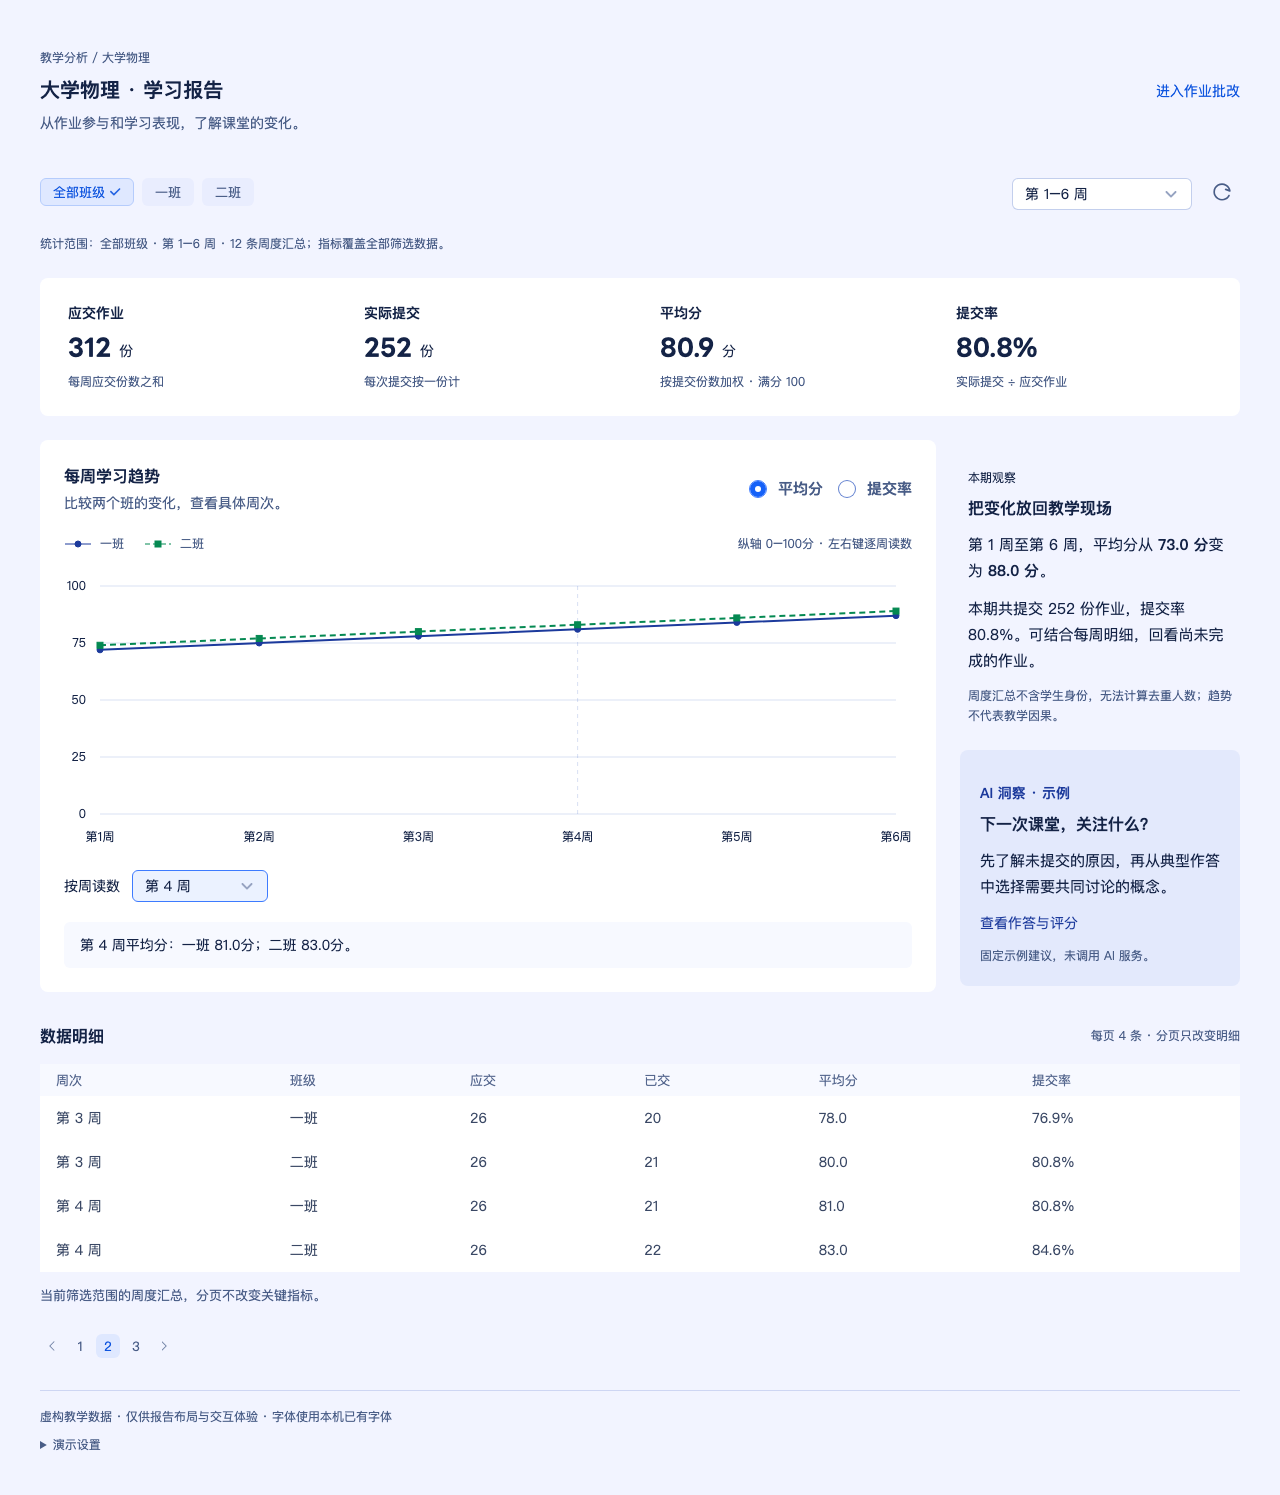 教学分析 / 大学物理
大学物理 · 学习报告
进入作业批改
从作业参与和学习表现，了解课堂的变化。
全部班级
一班
二班
第 1—6 周
统计范围：全部班级 · 第 1—6 周 · 12 条周度汇总；指标覆盖全部筛选数据。
应交作业
312 份
每周应交份数之和
实际提交
252 份
每次提交按一份计
平均分
80.9 分
按提交份数加权 · 满分 100
提交率
80.8%
实际提交 ÷ 应交作业
每周学习趋势
比较两个班的变化，查看具体周次。
平均分
提交率
一班
二班
纵轴 0—100分 · 左右键逐周读数
100
75
50
25
0
第1周
第2周
第3周
第4周
第5周
第6周
按周读数
第 4 周
第 4 周平均分：一班 81.0分；二班 83.0分。
本期观察
把变化放回教学现场
第 1 周至第 6 周，平均分从 73.0 分变
为 88.0 分。
本期共提交 252 份作业，提交率
80.8%。可结合每周明细，回看尚未完
成的作业。
周度汇总不含学生身份，无法计算去重人数；趋势
不代表教学因果。
AI 洞察 · 示例
下一次课堂，关注什么？
先了解未提交的原因，再从典型作答
中选择需要共同讨论的概念。
查看作答与评分
固定示例建议，未调用 AI 服务。
数据明细
每页 4 条 · 分页只改变明细
周次 班级 应交 已交 平均分 提交率
第 3 周 一班 26 20 78.0 76.9%
第 3 周 二班 26 21 80.0 80.8%
第 4 周 一班 26 21 81.0 80.8%
第 4 周 二班 26 22 83.0 84.6%
当前筛选范围的周度汇总，分页不改变关键指标。
1 2 3
虚构教学数据 · 仅供报告布局与交互体验 · 字体使用本机已有字体
演示设置